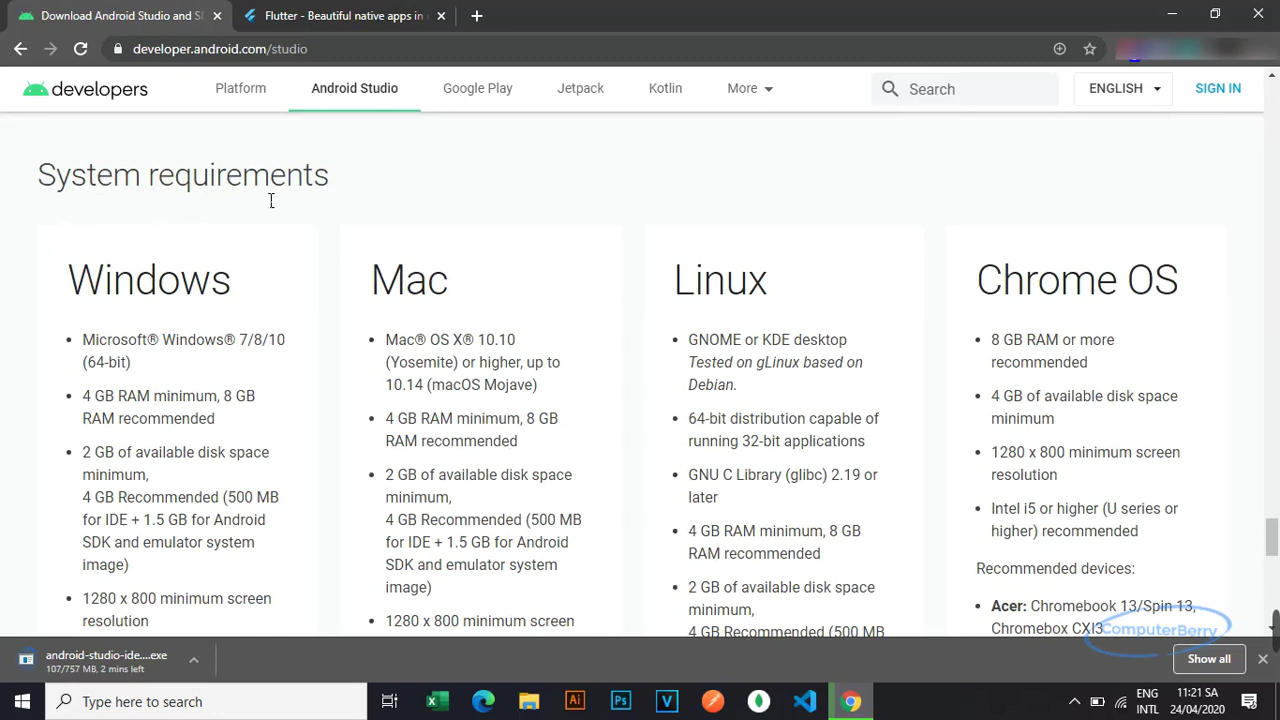 Download Android Studio and S
Flutter - Beautiful native apps in
developer.android.com/studio
developers
Platform
Android Studio
Google Play
Jetpack
Kotlin
More
Search
ENGLISH
SIGN IN
System requirements
Windows
Microsoft® Windows® 7/8/10
(64-bit)
4 GB RAM minimum, 8 GB
RAM recommended
2 GB of available disk space
minimum,
4 GB Recommended (500 MB
for IDE + 1.5 GB for Android
SDK and emulator system
image)
1280 x 800 minimum screen
resolution
Mac
Mac® OS X® 10.10
(Yosemite) or higher, up to
10.14 (macOS Mojave)
4 GB RAM minimum, 8 GB
RAM recommended
2 GB of available disk space
minimum,
4 GB Recommended (500 MB
for IDE + 1.5 GB for Android
SDK and emulator system
image)
1280 x 800 minimum screen
Linux
GNOME or KDE desktop
Tested on gLinux based on
Debian.
64-bit distribution capable of
running 32-bit applications
GNU C Library (glibc) 2.19 or
later
4 GB RAM minimum, 8 GB
RAM recommended
2 GB of available disk space
minimum,
4 GB Recommended (500 MB
Chrome OS
8 GB RAM or more
recommended
4 GB of available disk space
minimum
1280 x 800 minimum screen
resolution
Intel i5 or higher (U series or
higher) recommended
Recommended devices:
Acer: Chromebook 13/Spin 13,
Chromebox CXI3
ComputerBerry
android-studio-ide....exe
107/757 MB, 2 mins left
Show all
Type here to search
ENG
INTL
11:21 SA
24/04/2020